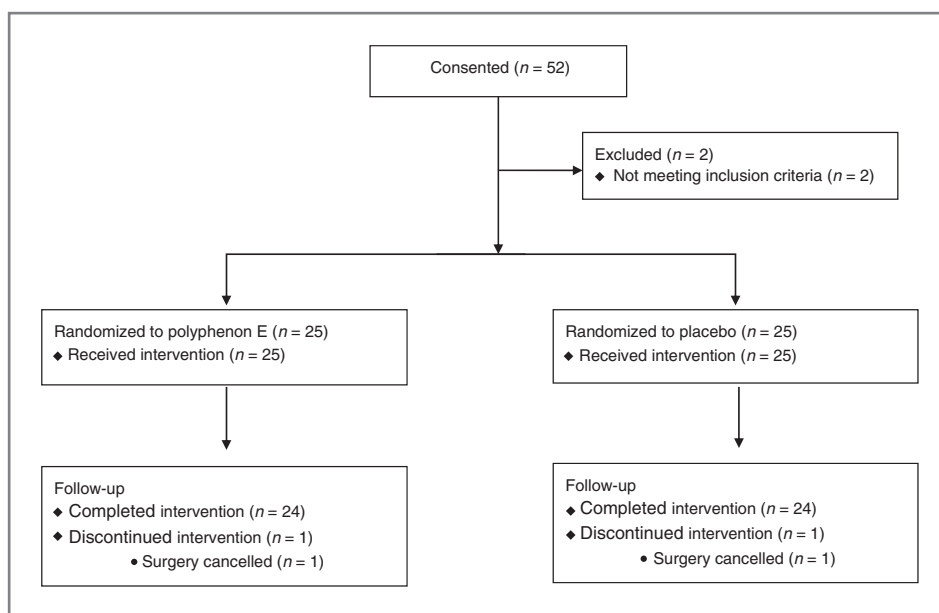 Consented (n = 52)
Excluded (n = 2)
◆ Not meeting inclusion criteria (n = 2)
Randomized to polyphenon E (n = 25)
◆ Received intervention (n = 25)
Randomized to placebo (n = 25)
◆ Received intervention (n = 25)
Follow-up
◆ Completed intervention (n = 24)
◆ Discontinued intervention (n = 1)
• Surgery cancelled (n = 1)
Follow-up
◆ Completed intervention (n = 24)
◆ Discontinued intervention (n = 1)
• Surgery cancelled (n = 1)